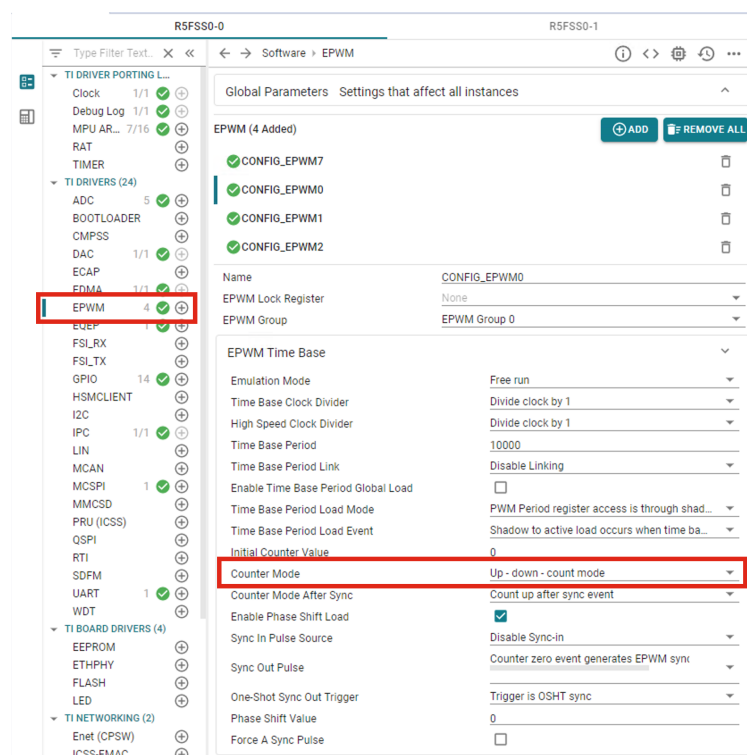 R5FSS0-0
R5FSS0-1
Type Filter Text..
Software
EPWM
TI DRIVER PORTING L...
Clock 1/1
Debug Log 1/1
MPU AR... 7/16
RAT
TIMER
TI DRIVERS (24)
ADC 5
BOOTLOADER
CMPSS
DAC 1/1
ECAP
EDMA 1/1
EPWM 4
EQEP 1
FSI_RX
FSI_TX
GPIO 14
HSMCLIENT
I2C
IPC 1/1
LIN
MCAN
MCSPI 1
MMCSD
PRU (ICSS)
QSPI
RTI
SDFM
UART 1
WDT
TI BOARD DRIVERS (4)
EEPROM
ETHPHY
FLASH
LED
TI NETWORKING (2)
Enet (CPSW)
ICSS-EMAC
Global Parameters Settings that affect all instances
EPWM (4 Added)
ADD
REMOVE ALL
CONFIG_EPWM7
CONFIG_EPWM0
CONFIG_EPWM1
CONFIG_EPWM2
Name CONFIG_EPWM0
EPWM Lock Register None
EPWM Group EPWM Group 0
EPWM Time Base
Emulation Mode Free run
Time Base Clock Divider Divide clock by 1
High Speed Clock Divider Divide clock by 1
Time Base Period 10000
Time Base Period Link Disable Linking
Enable Time Base Period Global Load
Time Base Period Load Mode PWM Period register access is through shad...
Time Base Period Load Event Shadow to active load occurs when time ba...
Initial Counter Value 0
Counter Mode Up - down - count mode
Counter Mode After Sync Count up after sync event
Enable Phase Shift Load
Sync In Pulse Source Disable Sync-in
Sync Out Pulse Counter zero event generates EPWM sync
One-Shot Sync Out Trigger Trigger is OSHT sync
Phase Shift Value 0
Force A Sync Pulse